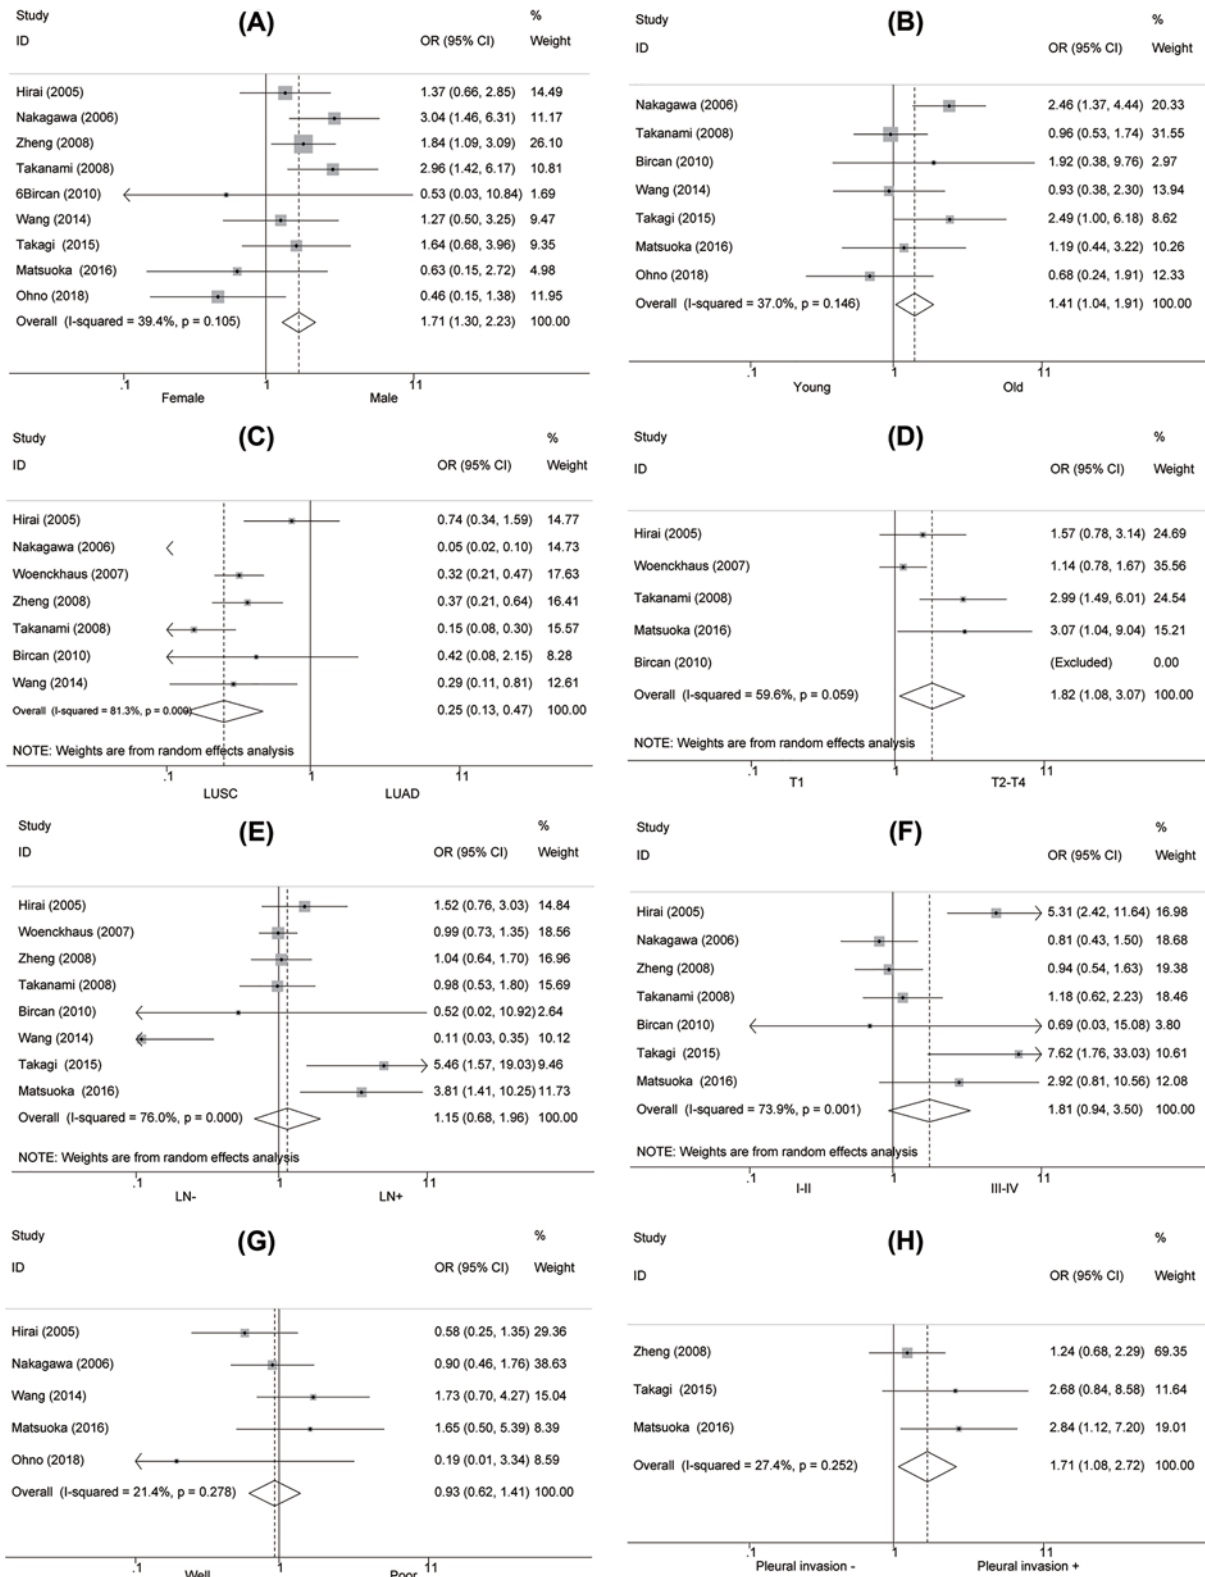 (A)
Study %
ID OR (95% CI) Weight
Hirai (2005) 1.37 (0.66, 2.85) 14.49
Nakagawa (2006) 3.04 (1.46, 6.31) 11.17
Zheng (2008) 1.84 (1.09, 3.09) 26.10
Takanami (2008) 2.96 (1.42, 6.17) 10.81
6Bircan (2010) 0.53 (0.03, 10.84) 1.69
Wang (2014) 1.27 (0.50, 3.25) 9.47
Takagi (2015) 1.64 (0.68, 3.96) 9.35
Matsuoka (2016) 0.63 (0.15, 2.72) 4.98
Ohno (2018) 0.46 (0.15, 1.38) 11.95
Overall (I-squared = 39.4%, p = 0.105) 1.71 (1.30, 2.23) 100.00
.1 1 11
Female Male
(B)
Study %
ID OR (95% CI) Weight
Nakagawa (2006) 2.46 (1.37, 4.44) 20.33
Takanami (2008) 0.96 (0.53, 1.74) 31.55
Bircan (2010) 1.92 (0.38, 9.76) 2.97
Wang (2014) 0.93 (0.38, 2.30) 13.94
Takagi (2015) 2.49 (1.00, 6.18) 8.62
Matsuoka (2016) 1.19 (0.44, 3.22) 10.26
Ohno (2018) 0.68 (0.24, 1.91) 12.33
Overall (I-squared = 37.0%, p = 0.146) 1.41 (1.04, 1.91) 100.00
.1 1 11
Young Old
(C)
Study %
ID OR (95% CI) Weight
Hirai (2005) 0.74 (0.34, 1.59) 14.77
Nakagawa (2006) 0.05 (0.02, 0.10) 14.73
Woenckhaus (2007) 0.32 (0.21, 0.47) 17.63
Zheng (2008) 0.37 (0.21, 0.64) 16.41
Takanami (2008) 0.15 (0.08, 0.30) 15.57
Bircan (2010) 0.42 (0.08, 2.15) 8.28
Wang (2014) 0.29 (0.11, 0.81) 12.61
Overall (I-squared = 81.3%, p = 0.000) 0.25 (0.13, 0.47) 100.00
NOTE: Weights are from random effects analysis
.1 1 11
LUSC LUAD
(D)
Study %
ID OR (95% CI) Weight
Hirai (2005) 1.57 (0.78, 3.14) 24.69
Woenckhaus (2007) 1.14 (0.78, 1.67) 35.56
Takanami (2008) 2.99 (1.49, 6.01) 24.54
Matsuoka (2016) 3.07 (1.04, 9.04) 15.21
Bircan (2010) (Excluded) 0.00
Overall (I-squared = 59.6%, p = 0.059) 1.82 (1.08, 3.07) 100.00
NOTE: Weights are from random effects analysis
.1 1 11
T1 T2-T4
(E)
Study %
ID OR (95% CI) Weight
Hirai (2005) 1.52 (0.76, 3.03) 14.84
Woenckhaus (2007) 0.99 (0.73, 1.35) 18.56
Zheng (2008) 1.04 (0.64, 1.70) 16.96
Takanami (2008) 0.98 (0.53, 1.80) 15.69
Bircan (2010) 0.52 (0.02, 10.92) 2.64
Wang (2014) 0.11 (0.03, 0.35) 10.12
Takagi (2015) 5.46 (1.57, 19.03) 9.46
Matsuoka (2016) 3.81 (1.41, 10.25) 11.73
Overall (I-squared = 76.0%, p = 0.000) 1.15 (0.68, 1.96) 100.00
NOTE: Weights are from random effects analysis
.1 1 11
LN- LN+
(F)
Study %
ID OR (95% CI) Weight
Hirai (2005) 5.31 (2.42, 11.64) 16.98
Nakagawa (2006) 0.81 (0.43, 1.50) 18.68
Zheng (2008) 0.94 (0.54, 1.63) 19.38
Takanami (2008) 1.18 (0.62, 2.23) 18.46
Bircan (2010) 0.69 (0.03, 15.08) 3.80
Takagi (2015) 7.62 (1.76, 33.03) 10.61
Matsuoka (2016) 2.92 (0.81, 10.56) 12.08
Overall (I-squared = 73.9%, p = 0.001) 1.81 (0.94, 3.50) 100.00
NOTE: Weights are from random effects analysis
.1 1 11
I-II III-IV
(G)
Study %
ID OR (95% CI) Weight
Hirai (2005) 0.58 (0.25, 1.35) 29.36
Nakagawa (2006) 0.90 (0.46, 1.76) 38.63
Wang (2014) 1.73 (0.70, 4.27) 15.04
Matsuoka (2016) 1.65 (0.50, 5.39) 8.39
Ohno (2018) 0.19 (0.01, 3.34) 8.59
Overall (I-squared = 21.4%, p = 0.278) 0.93 (0.62, 1.41) 100.00
.1 1 11
Well Poor
(H)
Study %
ID OR (95% CI) Weight
Zheng (2008) 1.24 (0.68, 2.29) 69.35
Takagi (2015) 2.68 (0.84, 8.58) 11.64
Matsuoka (2016) 2.84 (1.12, 7.20) 19.01
Overall (I-squared = 27.4%, p = 0.252) 1.71 (1.08, 2.72) 100.00
.1 1 11
Pleural invasion - Pleural invasion +